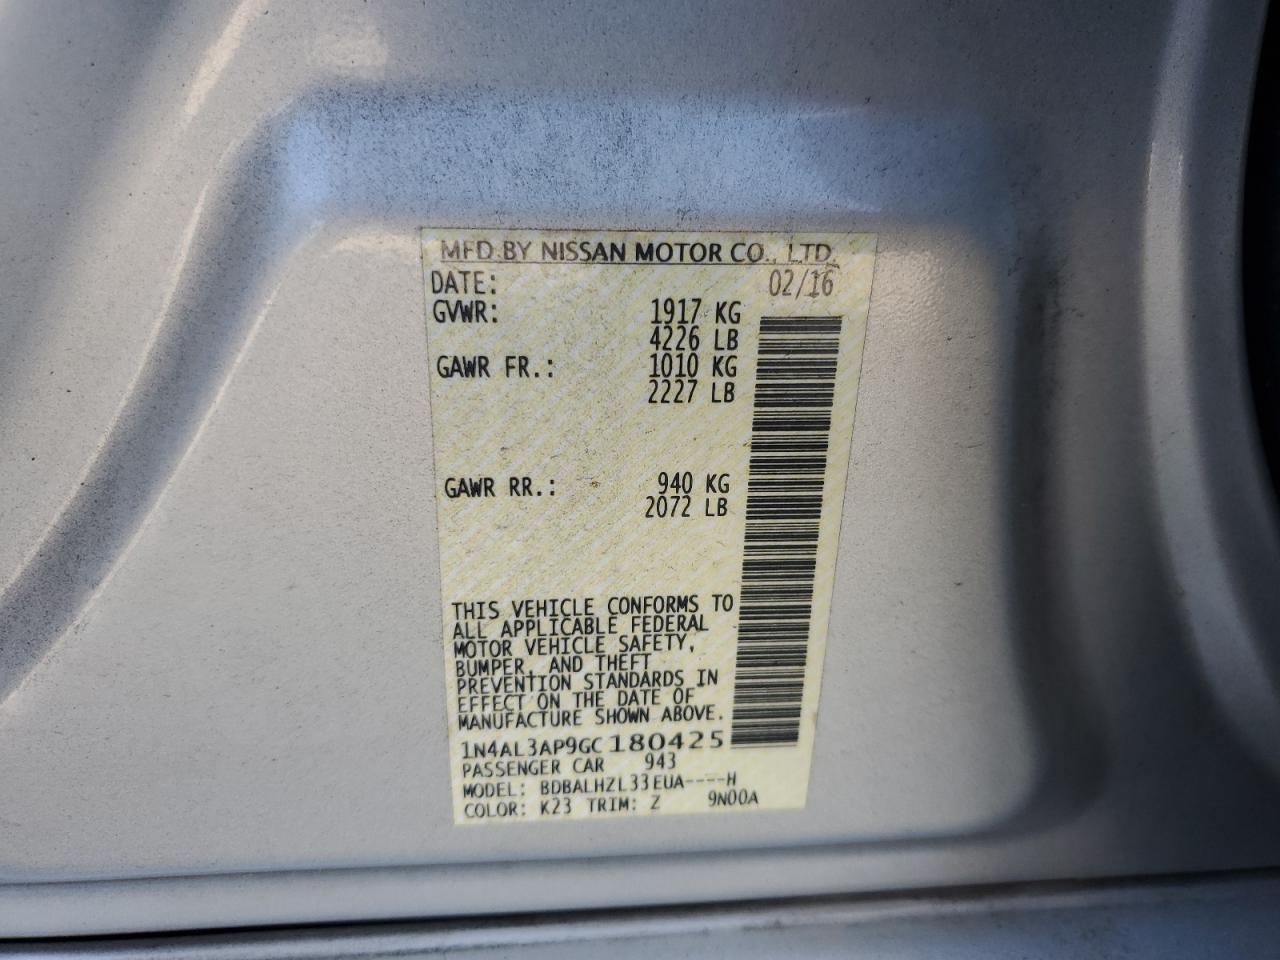 MFD BY NISSAN MOTOR CO., LTD.
DATE: 02/16
GVWR: 1917 KG
4226 LB
GAWR FR.: 1010 KG
2227 LB
GAWR RR.: 940 KG
2072 LB
THIS VEHICLE CONFORMS TO
ALL APPLICABLE FEDERAL
MOTOR VEHICLE SAFETY,
BUMPER, AND THEFT
PREVENTION STANDARDS IN
EFFECT ON THE DATE OF
MANUFACTURE SHOWN ABOVE.
1N4AL3AP9GC180425
PASSENGER CAR 943
MODEL: BDBALHZL33EUA----H
COLOR: K23 TRIM: Z 9N00A